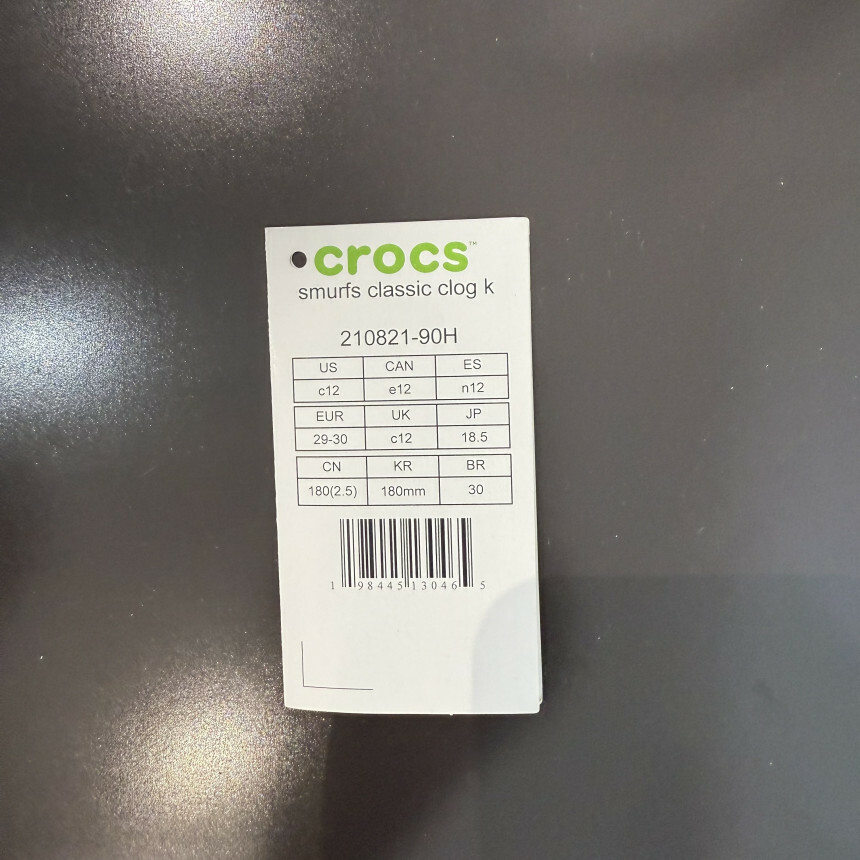 crocs™
smurfs classic clog k
210821-90H
US CAN ES
c12 e12 n12
EUR UK JP
29-30 c12 18.5
CN KR BR
180(2.5) 180mm 30
1 98445 13046 5